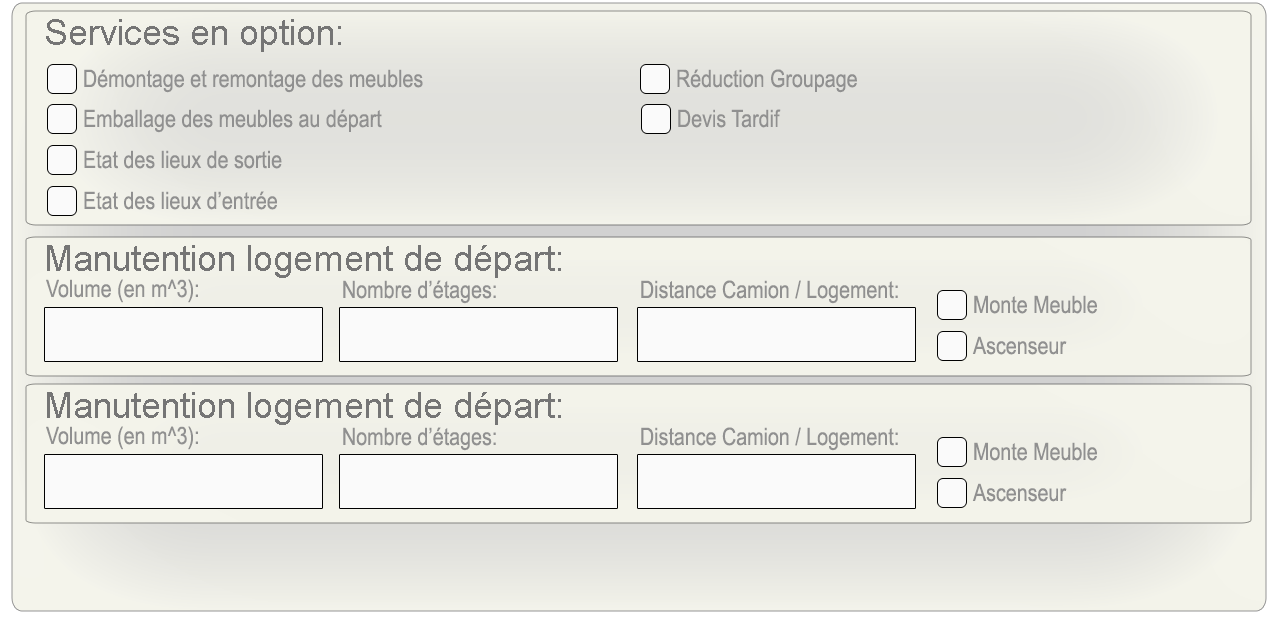 Services en option:
Démontage et remontage des meubles
Réduction Groupage
Emballage des meubles au départ
Devis Tardif
Etat des lieux de sortie
Etat des lieux d’entrée
Manutention logement de départ:
Volume (en m^3):
Nombre d’étages:
Distance Camion / Logement:
Monte Meuble
Ascenseur
Manutention logement de départ:
Volume (en m^3):
Nombre d’étages:
Distance Camion / Logement:
Monte Meuble
Ascenseur